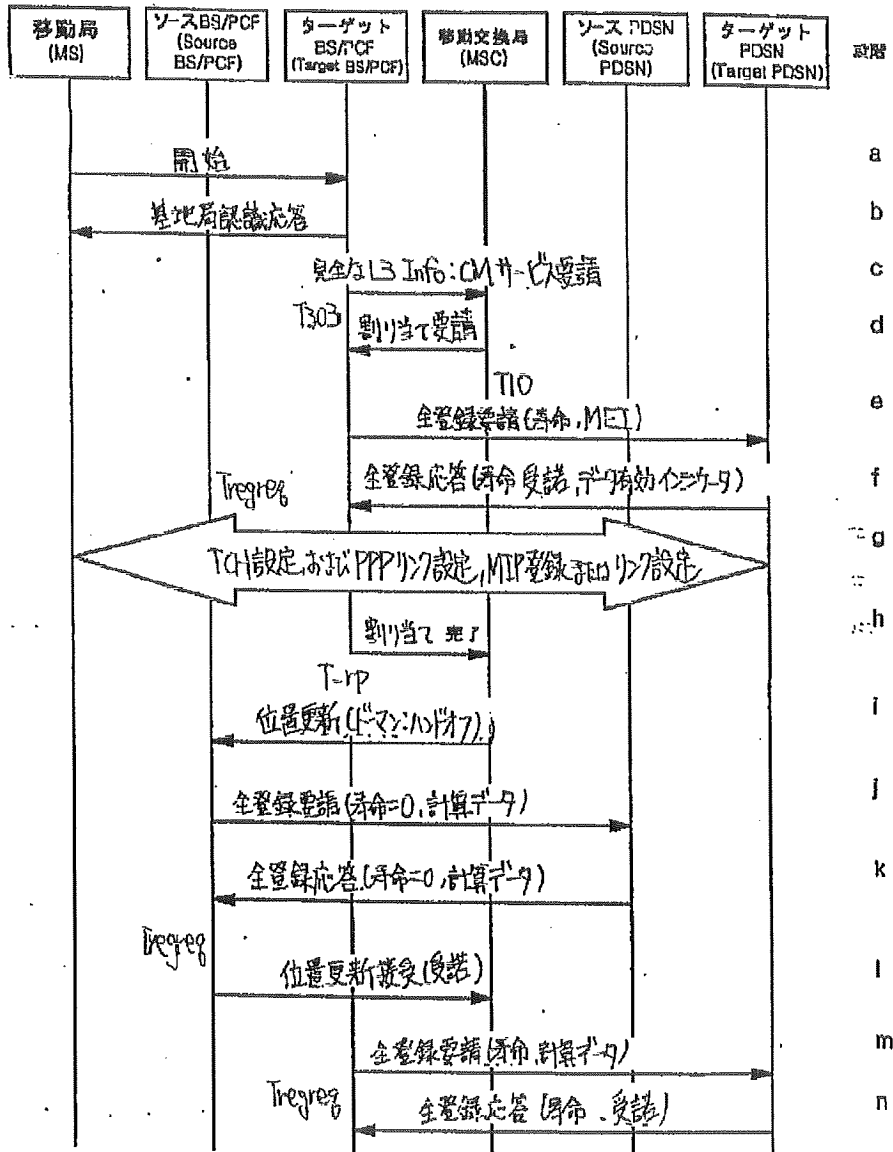 移動局
(MS)
ソースBS/PCF
(Source
BS/PCF)
ターゲット
BS/PCF
(Target BS/PCF)
移動交換局
(MSC)
ソース PDSN
(Source
PDSN)
ターゲット
PDSN
(Target PDSN)
段階
開始
a
基地局認識応答
b
完全なL3 Info:CMサービス要請
c
T303
割り当て要請
d
T10
全登録要請(寿命,MEI)
e
全登録応答(寿命 受諾,データ有効インジケータ)
f
Tregreq
TCH設定,およびPPPリンク設定,MIP登録またはリンク設定
g
割り当て 完了
h
T-rp
位置更新(ドーマン:ハンドオフ)
i
全登録要請(寿命=0,計算データ)
j
全登録応答(寿命=0,計算データ)
k
Tregreq
位置更新接受(受諾)
l
全登録要請(寿命,計算データ)
m
Tregreq
全登録応答(寿命、受諾)
n